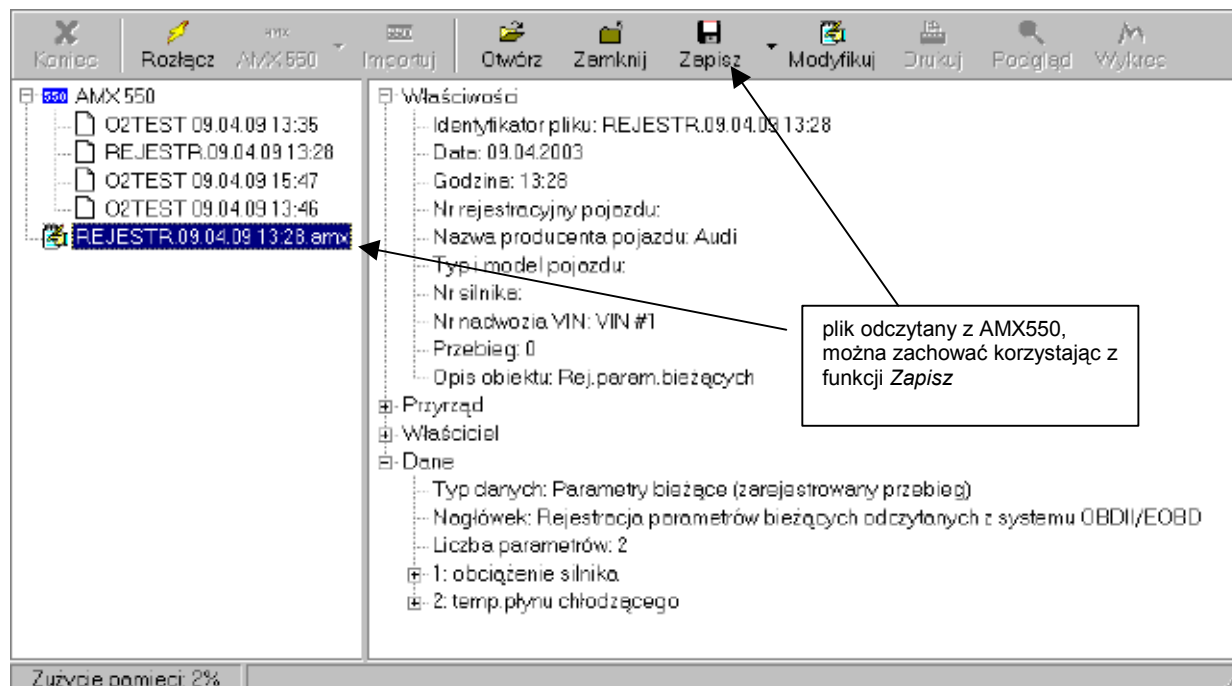 Koniec Rozłącz AMX 550 Importuj Otwórz Zamknij Zapisz Modyfikuj Drukuj Podgląd Wykres
AMX 550
O2TEST 09.04.09 13:35
REJESTR.09.04.09 13:28
O2TEST 09.04.09 15:47
O2TEST 09.04.09 13:46
REJESTR.09.04.09 13:28.amx
Właściwości
Identyfikator pliku: REJESTR.09.04.09 13:28
Data: 09.04.2003
Godzina: 13:28
Nr rejestracyjny pojazdu:
Nazwa producenta pojazdu: Audi
Typ i model pojazdu:
Nr silnika:
Nr nadwozia VIN: VIN #1
Przebieg: 0
Opis obiektu: Rej.param.bieżących
Przyrząd
Właściciel
Dane
Typ danych: Parametry bieżące (zarejestrowany przebieg)
Nagłówek: Rejestracja parametrów bieżących odczytanych z systemu OBDII/EOBD
Liczba parametrów: 2
1: obciążenie silnika
2: temp.płynu chłodzącego
plik odczytany z AMX550,
można zachować korzystając z
funkcji Zapisz
Zużycie pamięci: 2%